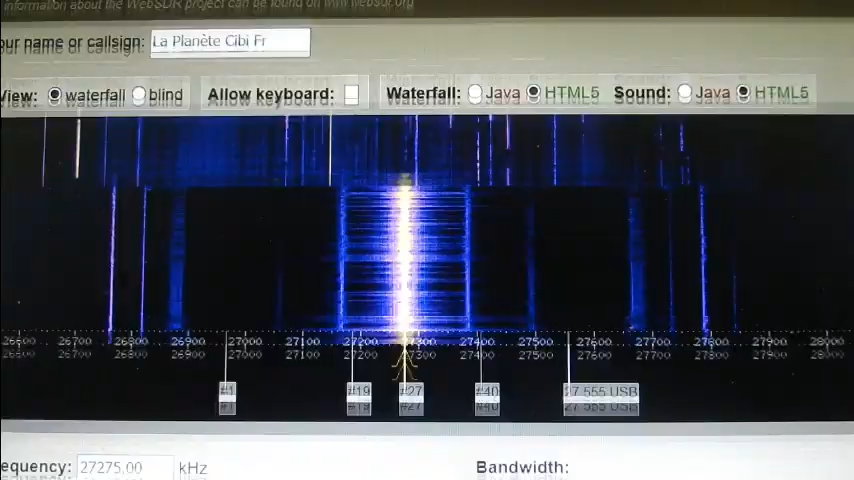 information about the WebSDR project can be found on www.websdr.org
our name or callsign: La Planète Cibi Fr
View: waterfall blind Allow keyboard: Waterfall: Java HTML5 Sound: Java HTML5
26600 26700 26800 26900 27000 27100 27200 27300 27400 27500 27600 27700 27800 27900 28000
#1 #19 #27 #40 27 555 USB
equency: 27275.00 kHz Bandwidth: